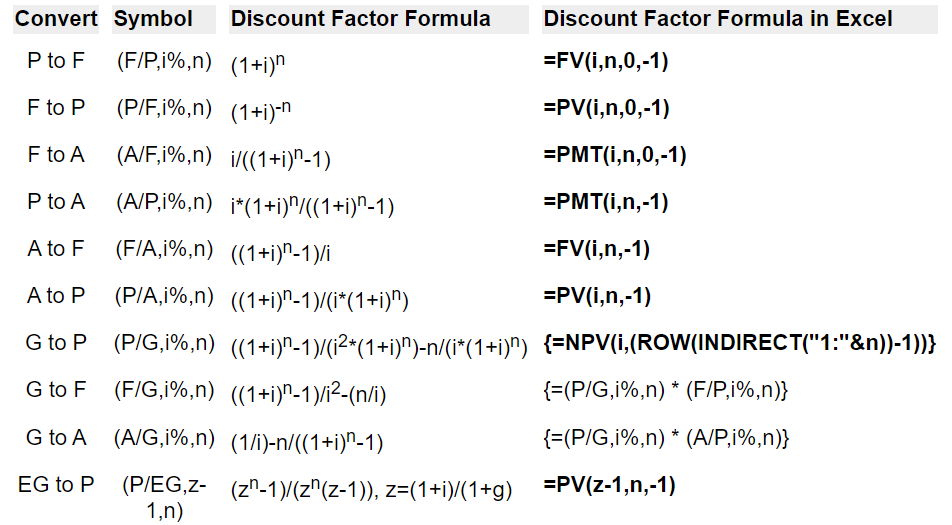 Convert Symbol Discount Factor Formula Discount Factor Formula in Excel
P to F (F/P,i%,n) (1+i)ⁿ =FV(i,n,0,-1)
F to P (P/F,i%,n) (1+i)⁻ⁿ =PV(i,n,0,-1)
F to A (A/F,i%,n) i/((1+i)ⁿ-1) =PMT(i,n,0,-1)
P to A (A/P,i%,n) i*(1+i)ⁿ/((1+i)ⁿ-1) =PMT(i,n,-1)
A to F (F/A,i%,n) ((1+i)ⁿ-1)/i =FV(i,n,-1)
A to P (P/A,i%,n) ((1+i)ⁿ-1)/(i*(1+i)ⁿ) =PV(i,n,-1)
G to P (P/G,i%,n) ((1+i)ⁿ-1)/(i²*(1+i)ⁿ)-n/(i*(1+i)ⁿ) {=NPV(i,(ROW(INDIRECT("1:"&n))-1))}
G to F (F/G,i%,n) ((1+i)ⁿ-1)/i²-(n/i) {=(P/G,i%,n) * (F/P,i%,n)}
G to A (A/G,i%,n) (1/i)-n/((1+i)ⁿ-1) {=(P/G,i%,n) * (A/P,i%,n)}
EG to P (P/EG,z- (zⁿ-1)/(zⁿ(z-1)), z=(1+i)/(1+g) =PV(z-1,n,-1)
1,n)